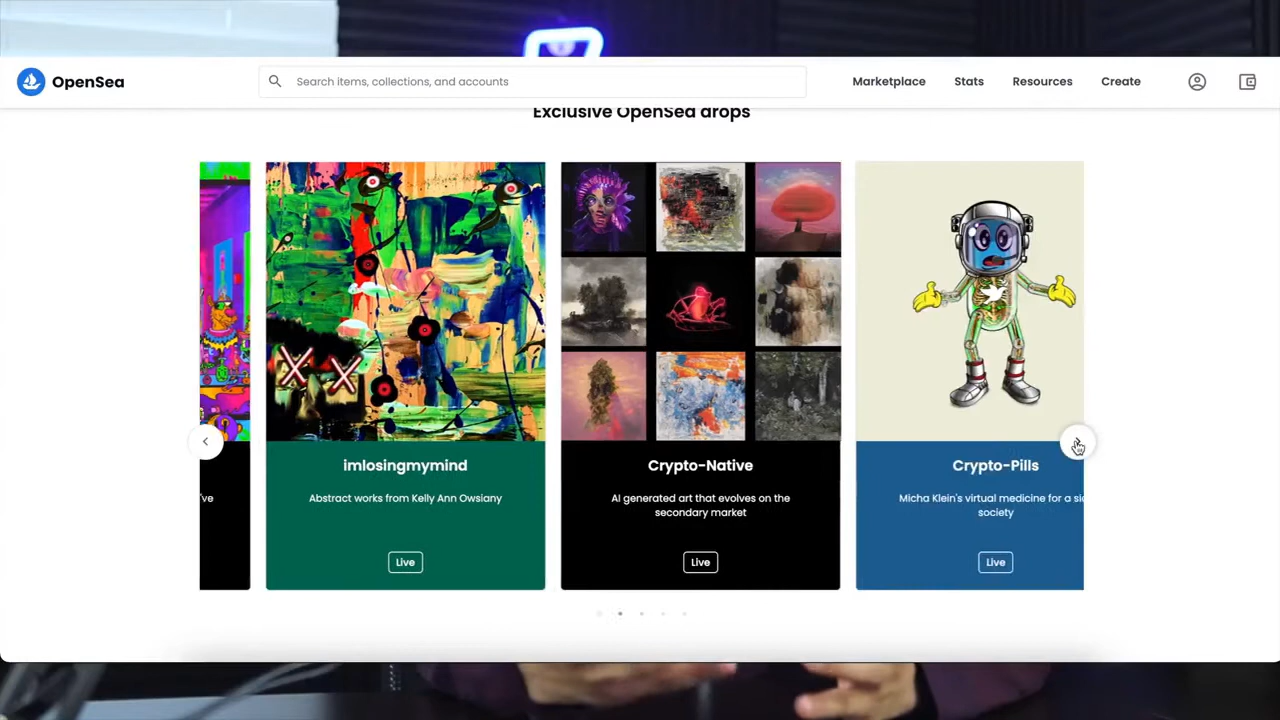 OpenSea
Search items, collections, and accounts
Marketplace
Stats
Resources
Create
Exclusive OpenSea drops
've
imlosingmymind
Abstract works from Kelly Ann Owsiany
Live
Crypto-Native
AI generated art that evolves on the
secondary market
Live
Crypto-Pills
Micha Klein's virtual medicine for a
society
Live